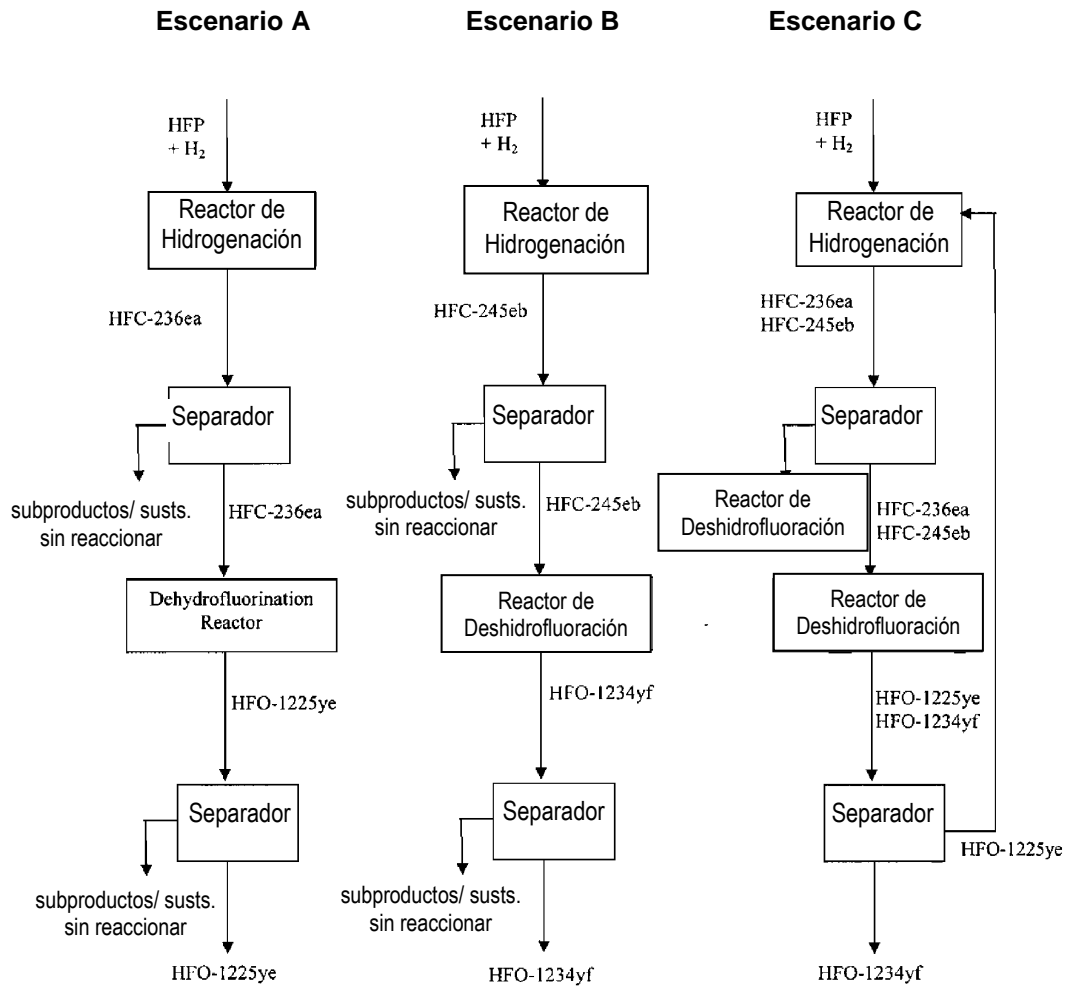 Escenario A
HFP
+ H₂
Reactor de
Hidrogenación
HFC-236ea
Separador
subproductos/ susts.
sin reaccionar
HFC-236ea
Dehydrofluorination
Reactor
HFO-1225ye
Separador
subproductos/ susts.
sin reaccionar
HFO-1225ye
Escenario B
HFP
+ H₂
Reactor de
Hidrogenación
HFC-245eb
Separador
subproductos/ susts.
sin reaccionar
HFC-245eb
Reactor de
Deshidrofluoración
HFO-1234yf
Separador
subproductos/ susts.
sin reaccionar
HFO-1234yf
Escenario C
HFP
+ H₂
Reactor de
Hidrogenación
HFC-236ea
HFC-245eb
Separador
Reactor de
Deshidrofluoración
HFC-236ea
HFC-245eb
Reactor de
Deshidrofluoración
HFO-1225ye
HFO-1234yf
Separador
HFO-1225ye
HFO-1234yf